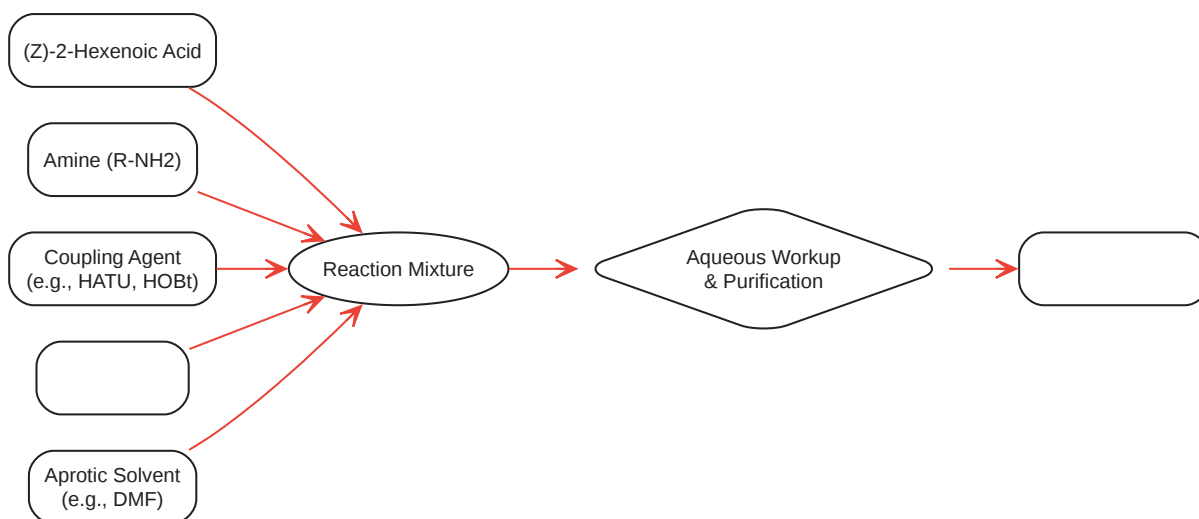 (Z)-2-Hexenoic Acid
Amine (R-NH2)
Coupling Agent
(e.g., HATU, HOBt)
Aprotic Solvent
(e.g., DMF)
Reaction Mixture
Aqueous Workup
& Purification